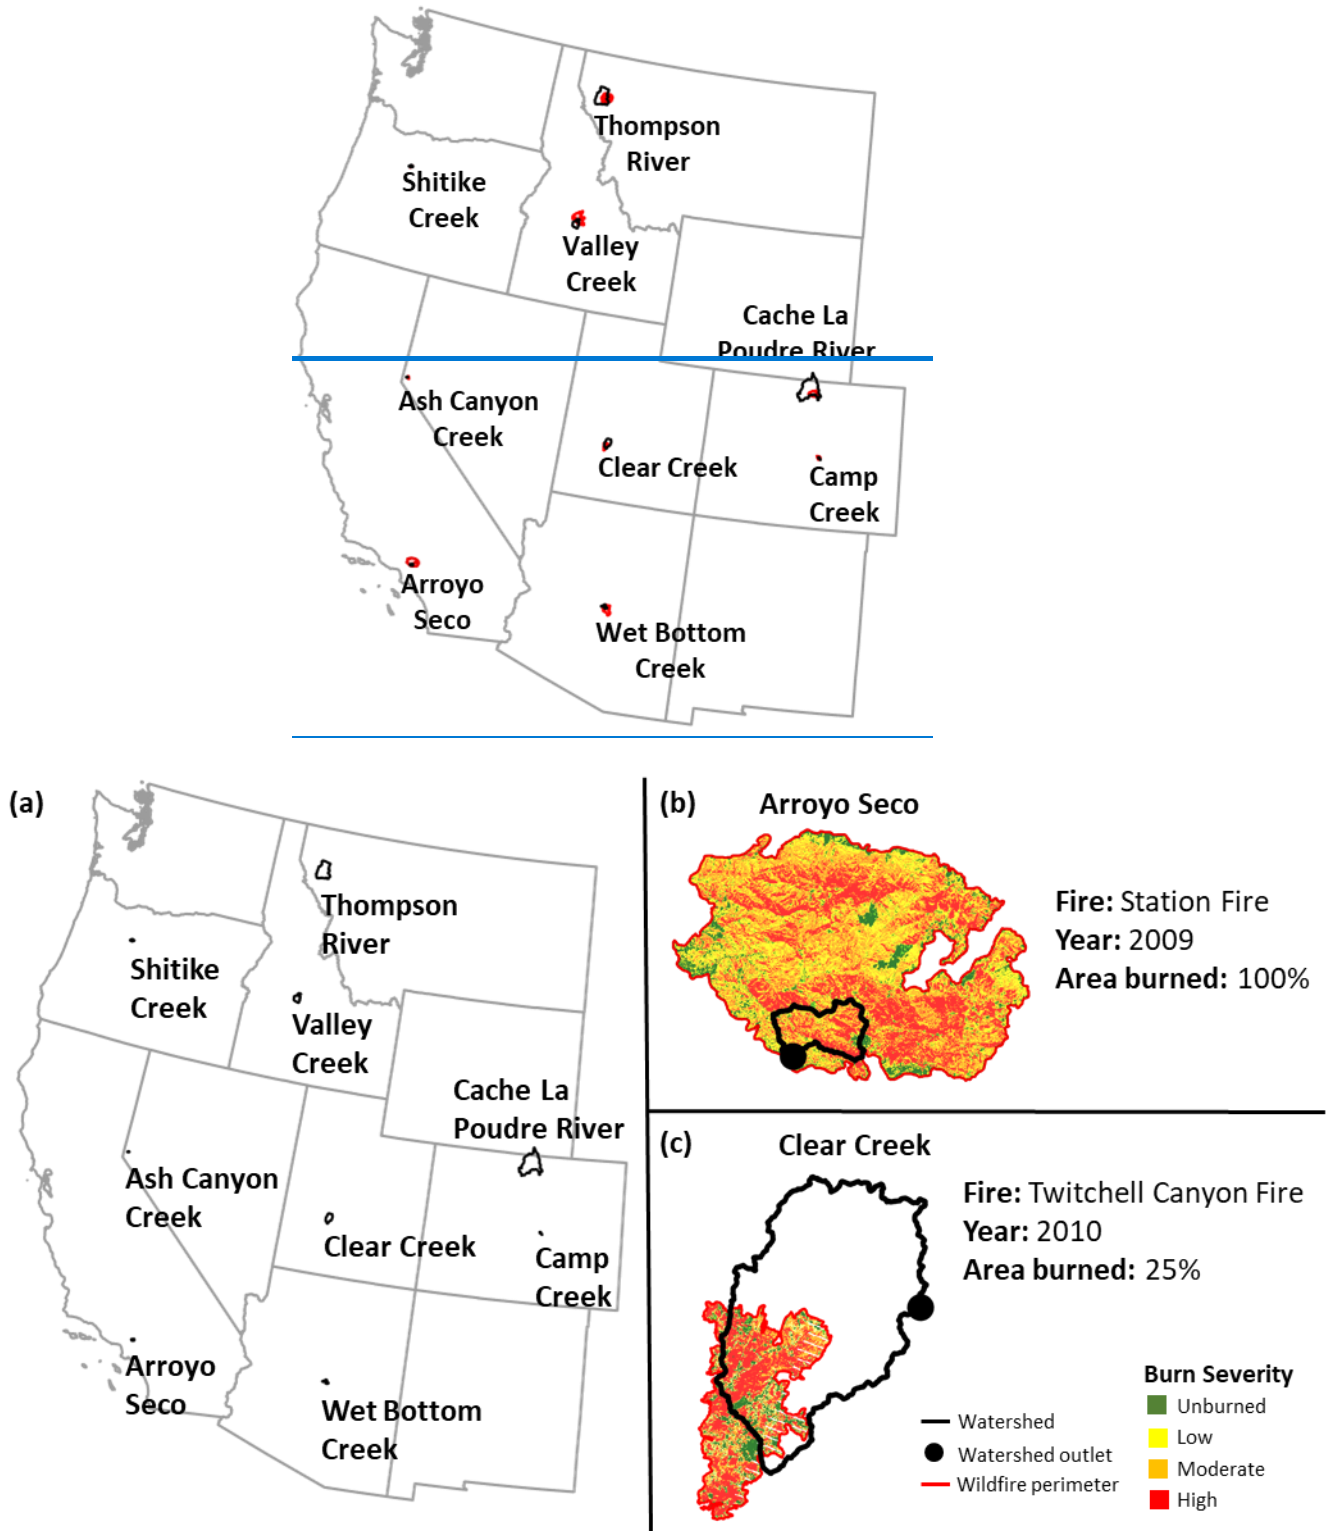 Thompson
River
Shitike
Creek
Valley
Creek
Cache La
Poudre River
Ash Canyon
Creek
Clear Creek
Camp
Creek
Arroyo
Seco
Wet Bottom
Creek
(a)
Thompson
River
Shitike
Creek
Valley
Creek
Cache La
Poudre River
Ash Canyon
Creek
Clear Creek
Camp
Creek
Arroyo
Seco
Wet Bottom
Creek
(b)
Arroyo Seco
Fire: Station Fire
Year: 2009
Area burned: 100%
(c)
Clear Creek
Fire: Twitchell Canyon Fire
Year: 2010
Area burned: 25%
Watershed
Watershed outlet
Wildfire perimeter
Burn Severity
Unburned
Low
Moderate
High